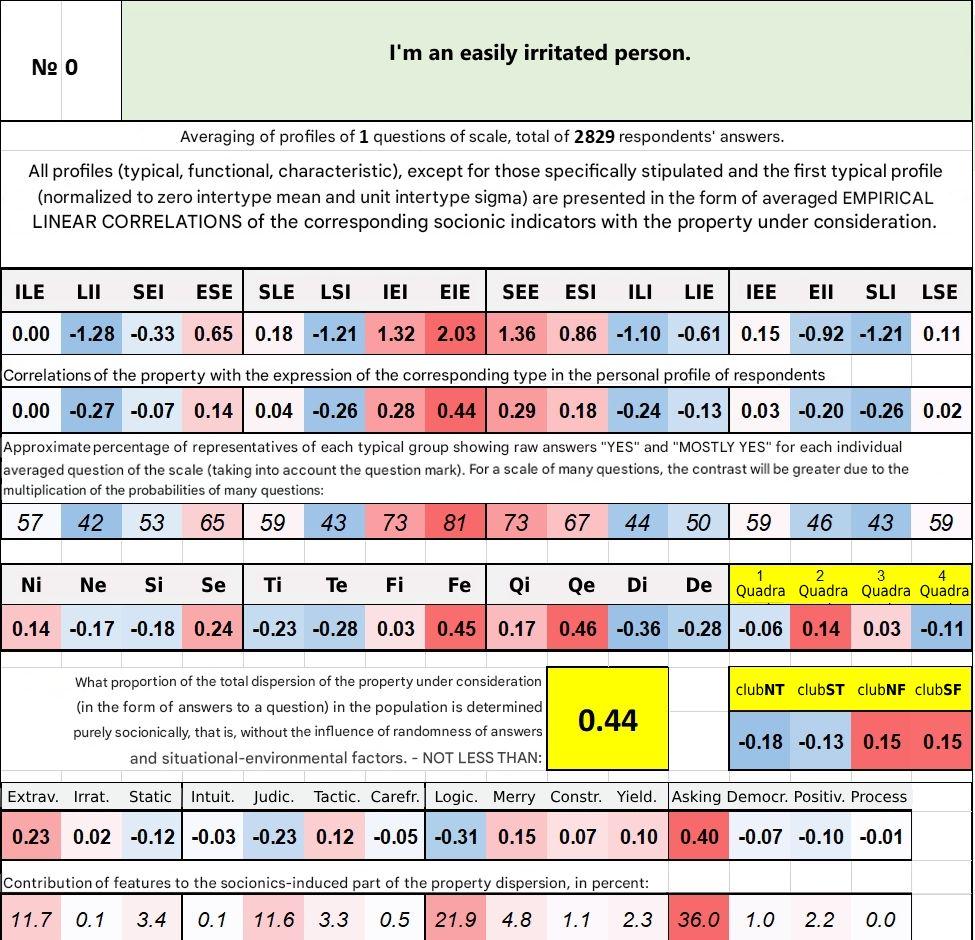 № 0
I'm an easily irritated person.
Averaging of profiles of 1 questions of scale, total of 2829 respondents' answers.
All profiles (typical, functional, characteristic), except for those specifically stipulated and the first typical profile
(normalized to zero intertype mean and unit intertype sigma) are presented in the form of averaged EMPIRICAL
LINEAR CORRELATIONS of the corresponding socionic indicators with the property under consideration.
ILE LII SEI ESE SLE LSI IEI EIE SEE ESI ILI LIE IEE EII SLI LSE
0.00 -1.28 -0.33 0.65 0.18 -1.21 1.32 2.03 1.36 0.86 -1.10 -0.61 0.15 -0.92 -1.21 0.11
Correlations of the property with the expression of the corresponding type in the personal profile of respondents
0.00 -0.27 -0.07 0.14 0.04 -0.26 0.28 0.44 0.29 0.18 -0.24 -0.13 0.03 -0.20 -0.26 0.02
Approximate percentage of representatives of each typical group showing raw answers "YES" and "MOSTLY YES" for each individual
averaged question of the scale (taking into account the question mark). For a scale of many questions, the contrast will be greater due to the
multiplication of the probabilities of many questions:
57 42 53 65 59 43 73 81 73 67 44 50 59 46 43 59
Ni Ne Si Se Ti Te Fi Fe Qi Qe Di De 1 Quadra 2 Quadra 3 Quadra 4 Quadra
0.14 -0.17 -0.18 0.24 -0.23 -0.28 0.03 0.45 0.17 0.46 -0.36 -0.28 -0.06 0.14 0.03 -0.11
What proportion of the total dispersion of the property under consideration
(in the form of answers to a question) in the population is determined
purely socionically, that is, without the influence of randomness of answers
and situational-environmental factors. - NOT LESS THAN:
0.44
clubNT clubST clubNF clubSF
-0.18 -0.13 0.15 0.15
Extrav. Irrat. Static Intuit. Judic. Tactic. Carefr. Logic. Merry Constr. Yield. Asking Democr. Positiv. Process
0.23 0.02 -0.12 -0.03 -0.23 0.12 -0.05 -0.31 0.15 0.07 0.10 0.40 -0.07 -0.10 -0.01
Contribution of features to the socionics-induced part of the property dispersion, in percent:
11.7 0.1 3.4 0.1 11.6 3.3 0.5 21.9 4.8 1.1 2.3 36.0 1.0 2.2 0.0